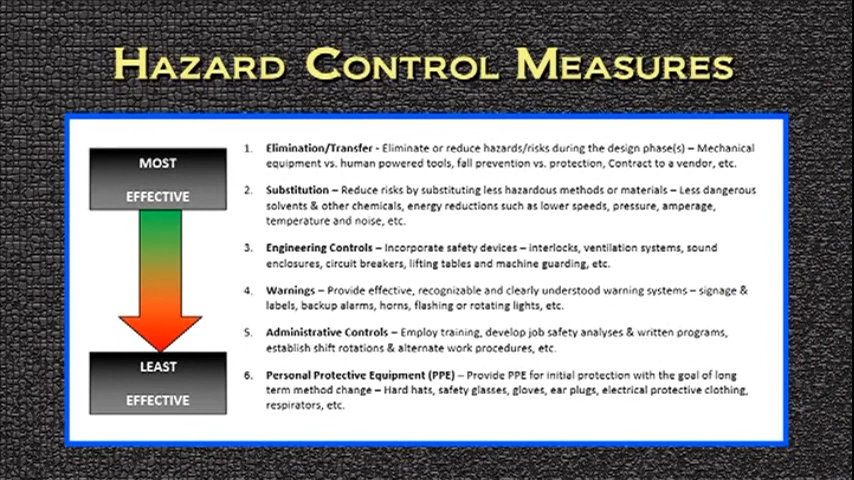 HAZARD CONTROL MEASURES
MOST
EFFECTIVE
LEAST
EFFECTIVE
1. Elimination/Transfer - Eliminate or reduce hazards/risks during the design phase(s) – Mechanical
equipment vs. human powered tools, fall prevention vs. protection, Contract to a vendor, etc.
2. Substitution – Reduce risks by substituting less hazardous methods or materials – Less dangerous
solvents & other chemicals, energy reductions such as lower speeds, pressure, amperage,
temperature and noise, etc.
3. Engineering Controls – Incorporate safety devices – interlocks, ventilation systems, sound
enclosures, circuit breakers, lifting tables and machine guarding, etc.
4. Warnings – Provide effective, recognizable and clearly understood warning systems – signage &
labels, backup alarms, horns, flashing or rotating lights, etc.
5. Administrative Controls – Employ training, develop job safety analyses & written programs,
establish shift rotations & alternate work procedures, etc.
6. Personal Protective Equipment (PPE) – Provide PPE for initial protection with the goal of long
term method change – Hard hats, safety glasses, gloves, ear plugs, electrical protective clothing,
respirators, etc.